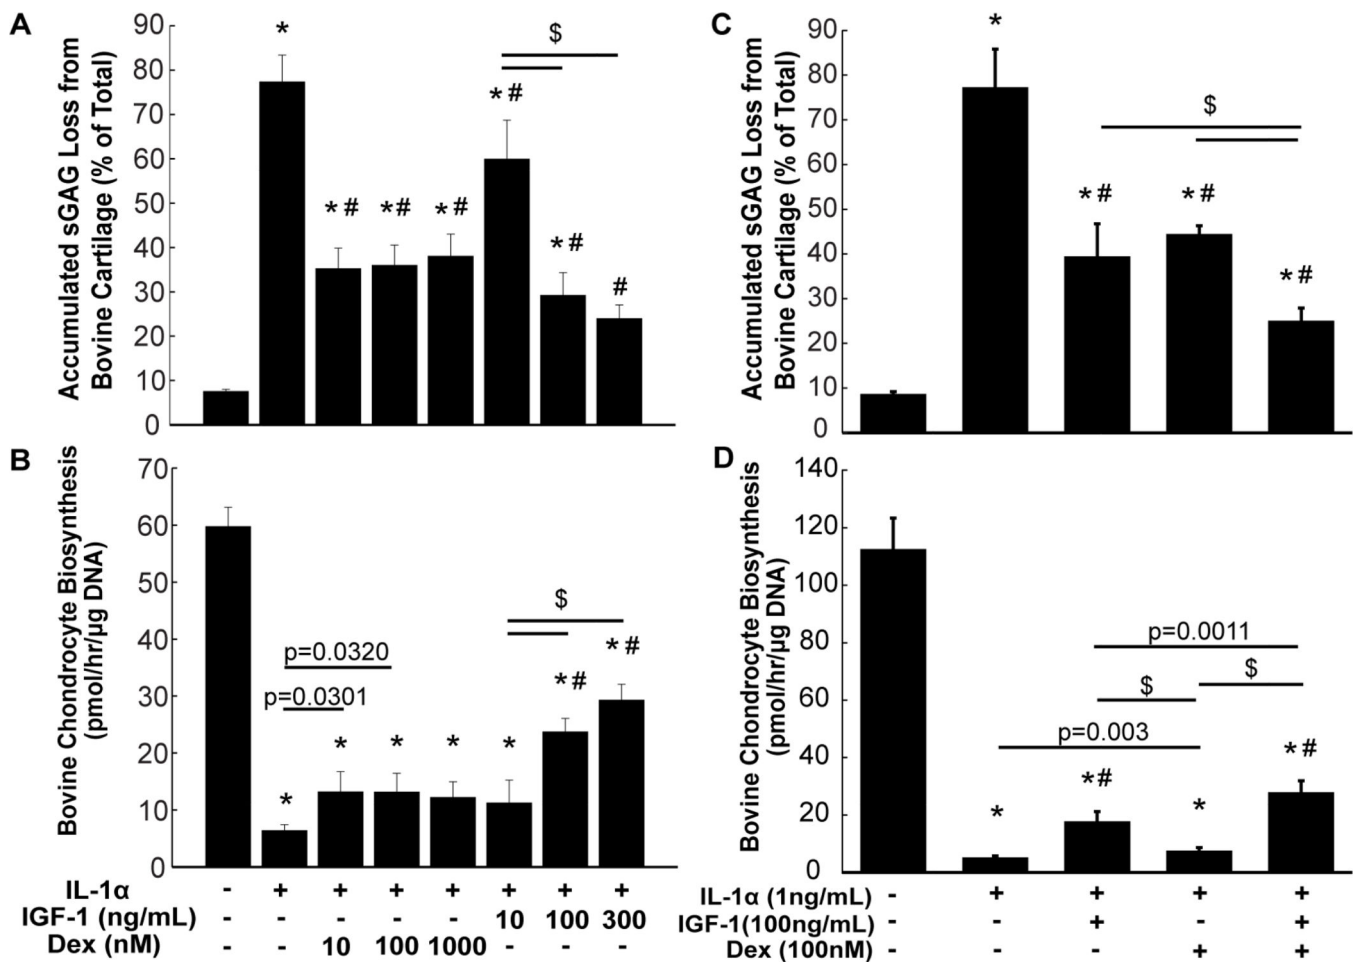 A
Accumulated sGAG Loss from
Bovine Cartilage (% of Total)
90
80
70
60
50
40
30
20
10
0
*
* #
* #
* #
* #
* #
#
$
C
Accumulated sGAG Loss from
Bovine Cartilage (% of Total)
90
80
70
60
50
40
30
20
10
0
*
* #
* #
* #
$
B
Bovine Chondrocyte Biosynthesis
(pmol/hr/µg DNA)
70
60
50
40
30
20
10
0
p=0.0320
p=0.0301
*
*
*
*
*
* #
* #
$
IL-1α - + + + + + + +
IGF-1 (ng/mL) - - - - - 10 100 300
Dex (nM) - - 10 100 1000 - - -
D
Bovine Chondrocyte Biosynthesis
(pmol/hr/µg DNA)
140
120
100
80
60
40
20
0
p=0.0011
$
$
p=0.003
*
* #
*
* #
IL-1α (1ng/mL) - + + + +
IGF-1(100ng/mL) - - + - +
Dex (100nM) - - - + +